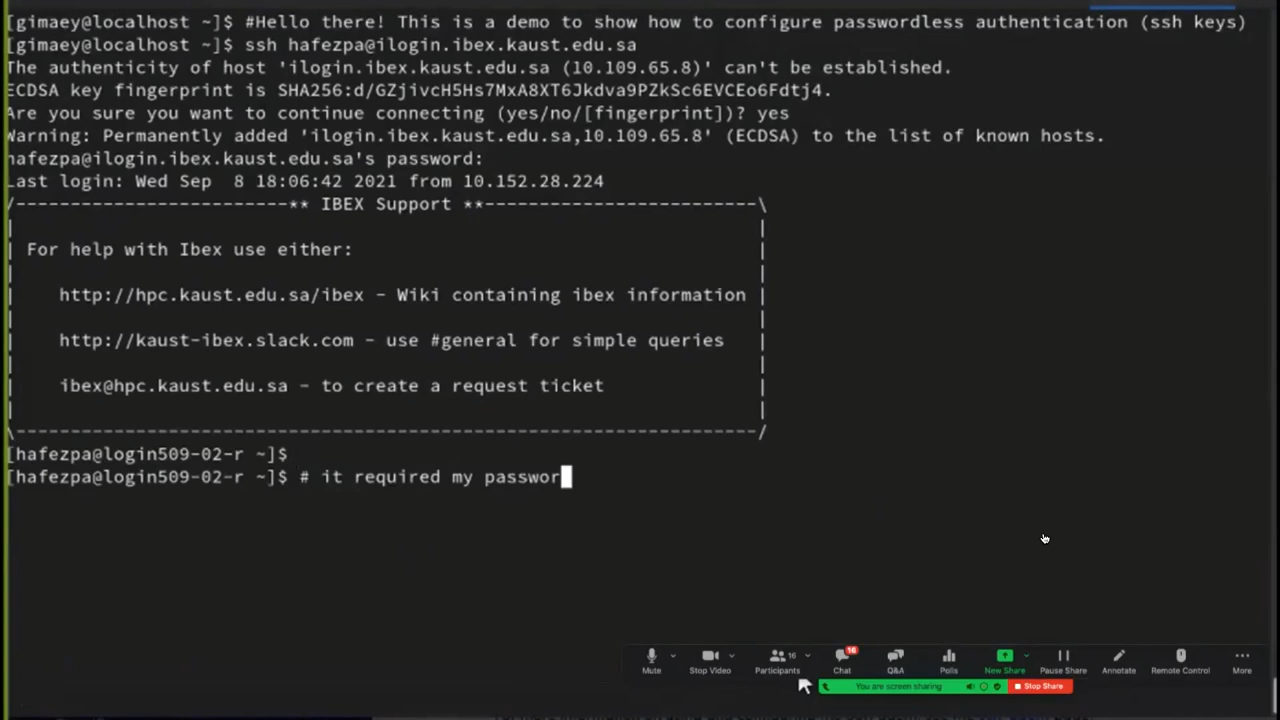 [gimaey@localhost ~]$ #Hello there! This is a demo to show how to configure passwordless authentication (ssh keys)
[gimaey@localhost ~]$ ssh hafezpa@ilogin.ibex.kaust.edu.sa
The authenticity of host 'ilogin.ibex.kaust.edu.sa (10.109.65.8)' can't be established.
ECDSA key fingerprint is SHA256:d/GZjivcH5Hs7MxA8XT6Jkdva9PZkSc6EVCEo6Fdtj4.
Are you sure you want to continue connecting (yes/no/[fingerprint])? yes
Warning: Permanently added 'ilogin.ibex.kaust.edu.sa,10.109.65.8' (ECDSA) to the list of known hosts.
hafezpa@ilogin.ibex.kaust.edu.sa's password:
Last login: Wed Sep  8 18:06:42 2021 from 10.152.28.224
/-------------------------** IBEX Support **-------------------------\
| For help with Ibex use either: |
| http://hpc.kaust.edu.sa/ibex - Wiki containing ibex information |
| http://kaust-ibex.slack.com - use #general for simple queries |
| ibex@hpc.kaust.edu.sa - to create a request ticket |
\--------------------------------------------------------------------/
[hafezpa@login509-02-r ~]$
[hafezpa@login509-02-r ~]$ # it required my passwor
16 16
Mute Stop Video Participants Chat Q&A Polls New Share Pause Share Annotate Remote Control More
You are screen sharing Stop Share